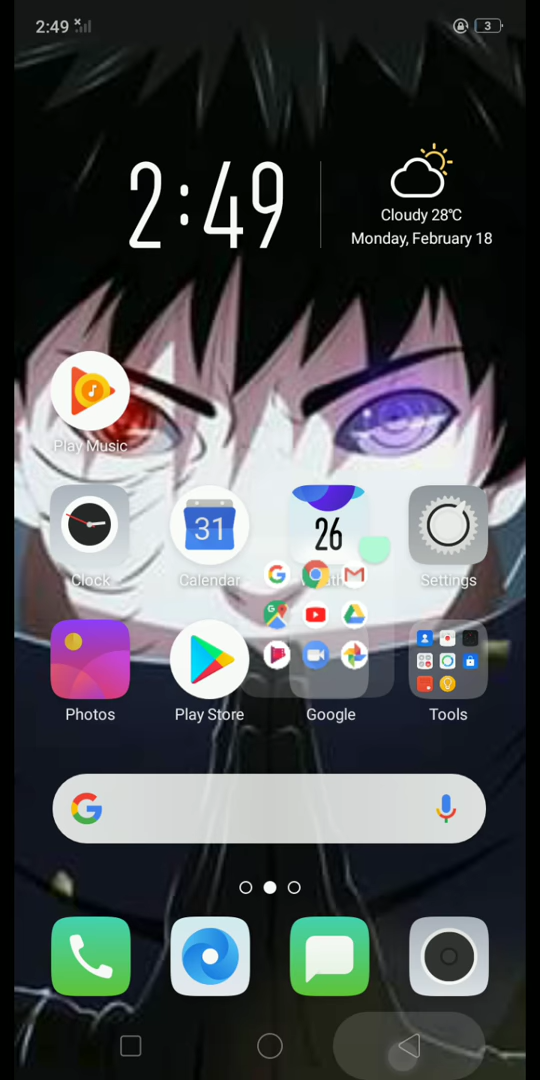 2:49
3
2:49
Cloudy 28°C
Monday, February 18
Play Music
31
26
Clock
Calendar
Settings
Photos
Play Store
Google
Tools